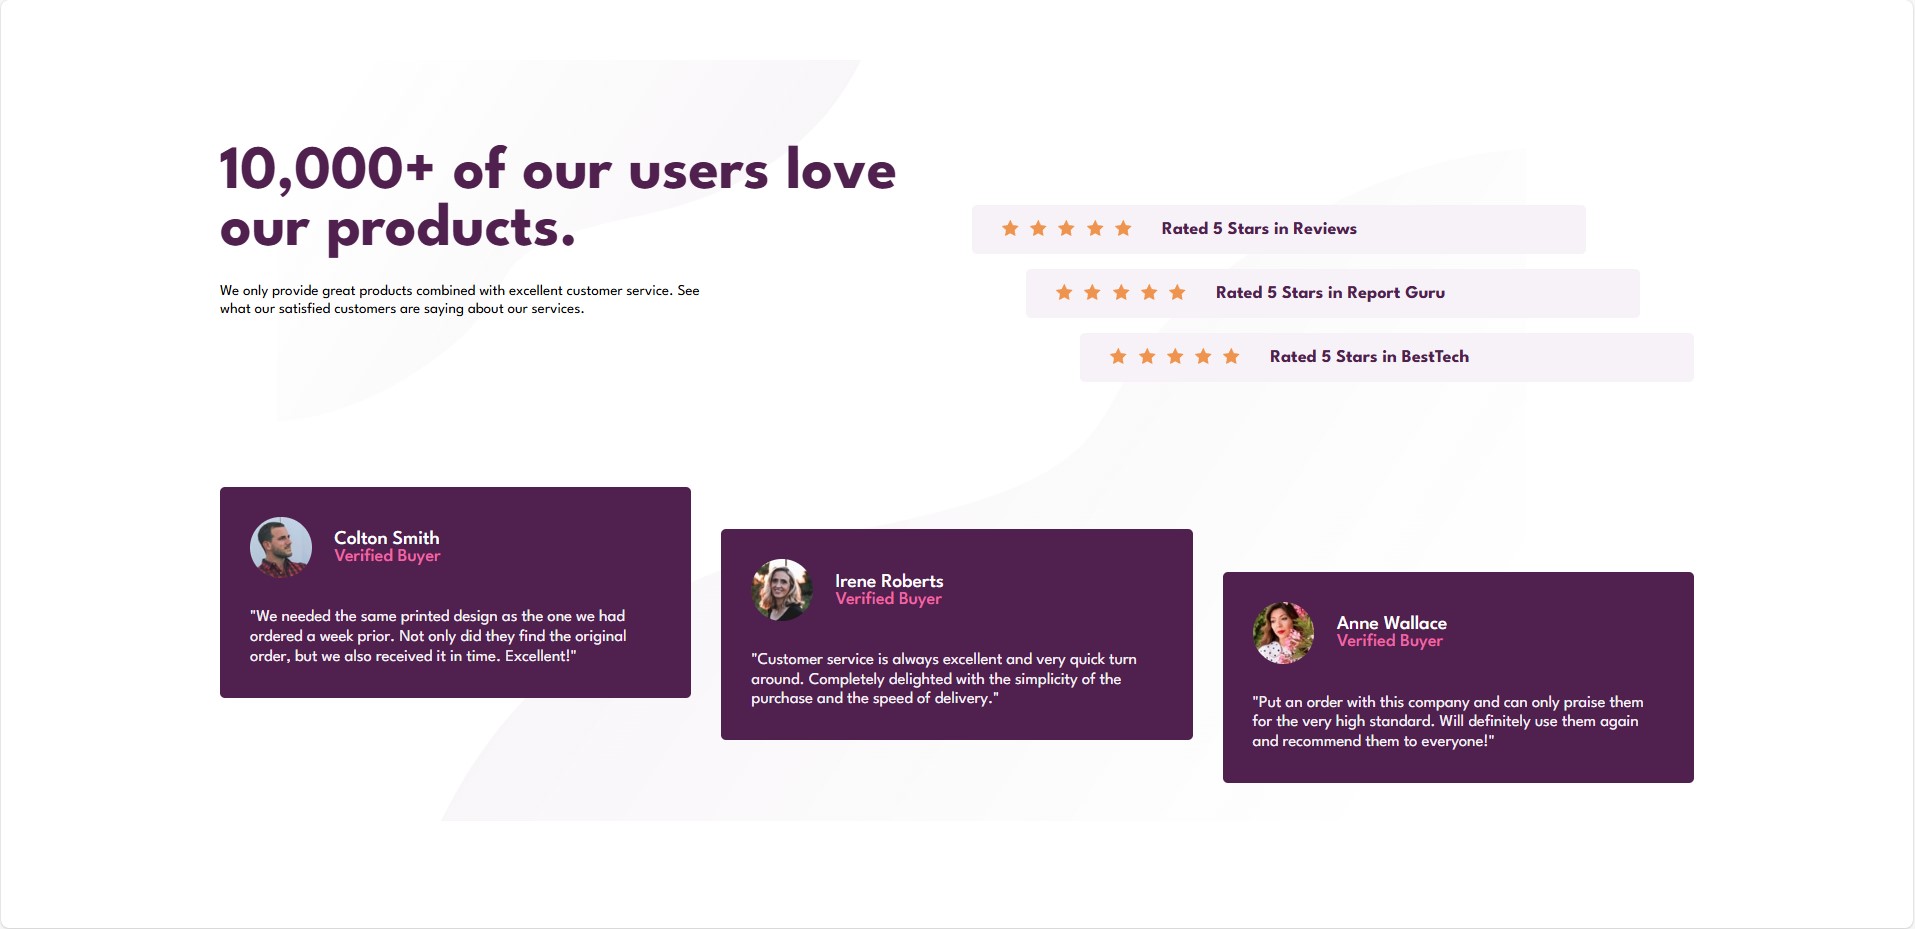 10,000+ of our users love
our products.
We only provide great products combined with excellent customer service. See
what our satisfied customers are saying about our services.
Rated 5 Stars in Reviews
Rated 5 Stars in Report Guru
Rated 5 Stars in BestTech
Colton Smith
Verified Buyer
"We needed the same printed design as the one we had
ordered a week prior. Not only did they find the original
order, but we also received it in time. Excellent!"
Irene Roberts
Verified Buyer
"Customer service is always excellent and very quick turn
around. Completely delighted with the simplicity of the
purchase and the speed of delivery."
Anne Wallace
Verified Buyer
"Put an order with this company and can only praise them
for the very high standard. Will definitely use them again
and recommend them to everyone!"